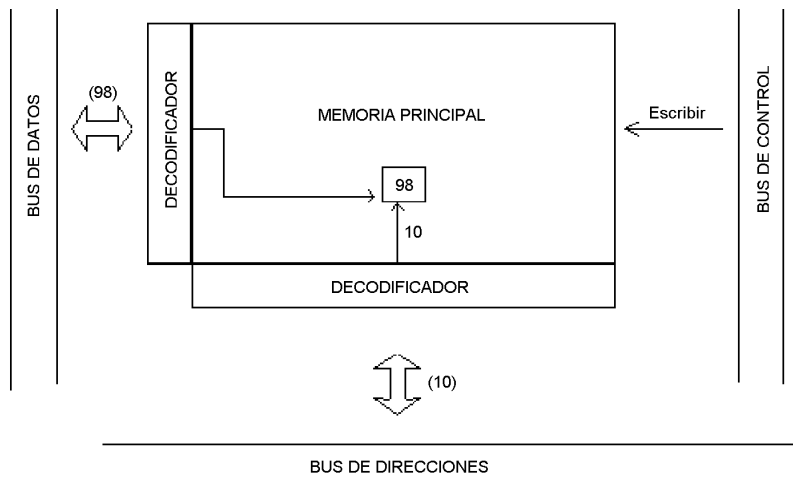 BUS DE DATOS
(98)
DECODIFICADOR
MEMORIA PRINCIPAL
98
10
DECODIFICADOR
Escribir
BUS DE CONTROL
(10)
BUS DE DIRECCIONES